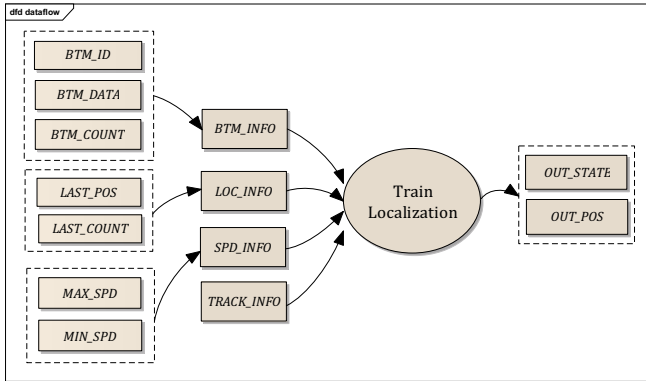 dfd dataflow
BTM_ID
BTM_DATA
BTM_COUNT
LAST_POS
LAST_COUNT
MAX_SPD
MIN_SPD
BTM_INFO
LOC_INFO
SPD_INFO
TRACK_INFO
Train
Localization
OUT_STATE
OUT_POS